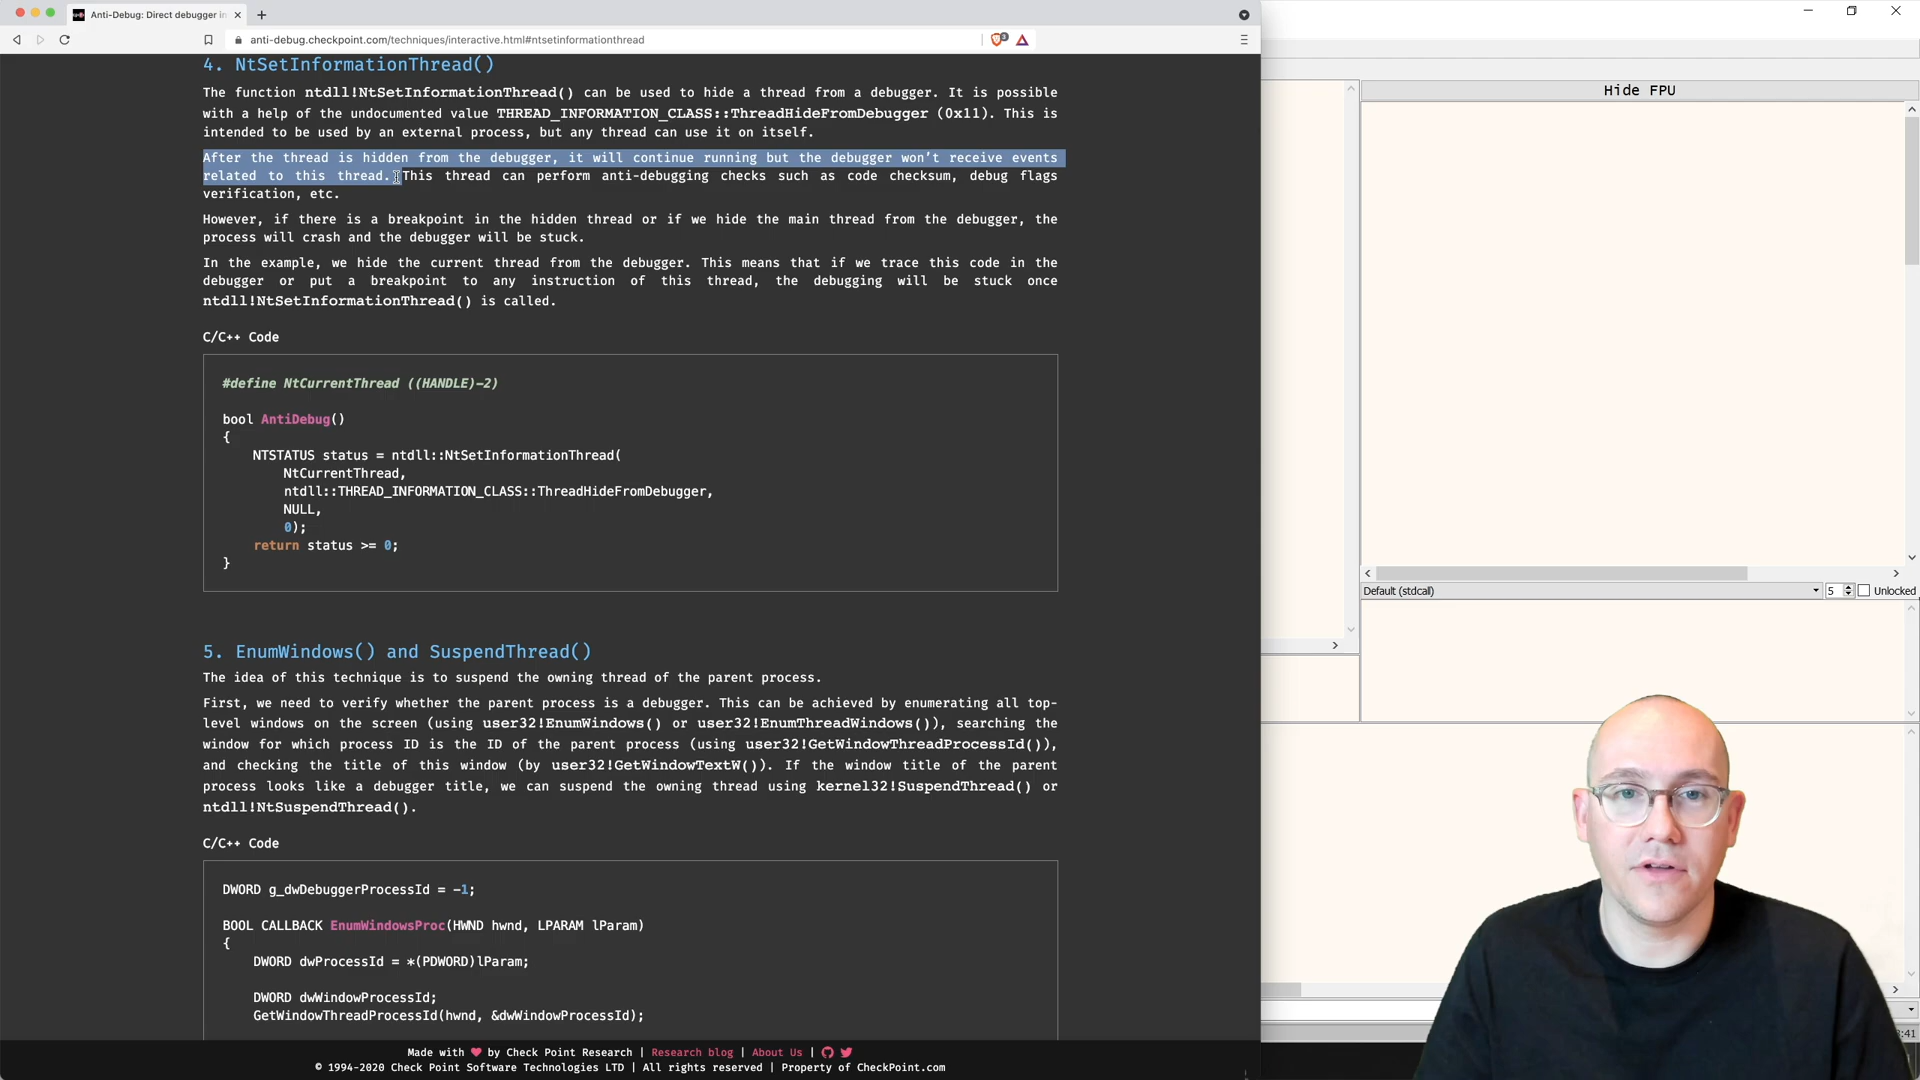 Anti-Debug: Direct debugger in
anti-debug.checkpoint.com/techniques/interactive.html#ntsetinformationthread
4. NtSetInformationThread()
The function ntdll!NtSetInformationThread() can be used to hide a thread from a debugger. It is possible
with a help of the undocumented value THREAD_INFORMATION_CLASS::ThreadHideFromDebugger (0x11). This is
intended to be used by an external process, but any thread can use it on itself.
After the thread is hidden from the debugger, it will continue running but the debugger won’t receive events
related to this thread. This thread can perform anti-debugging checks such as code checksum, debug flags
verification, etc.
However, if there is a breakpoint in the hidden thread or if we hide the main thread from the debugger, the
process will crash and the debugger will be stuck.
In the example, we hide the current thread from the debugger. This means that if we trace this code in the
debugger or put a breakpoint to any instruction of this thread, the debugging will be stuck once
ntdll!NtSetInformationThread() is called.
C/C++ Code
#define NtCurrentThread ((HANDLE)-2)
bool AntiDebug()
{
NTSTATUS status = ntdll::NtSetInformationThread(
NtCurrentThread,
ntdll::THREAD_INFORMATION_CLASS::ThreadHideFromDebugger,
NULL,
0);
return status >= 0;
}
5. EnumWindows() and SuspendThread()
The idea of this technique is to suspend the owning thread of the parent process.
First, we need to verify whether the parent process is a debugger. This can be achieved by enumerating all top-
level windows on the screen (using user32!EnumWindows() or user32!EnumThreadWindows()), searching the
window for which process ID is the ID of the parent process (using user32!GetWindowThreadProcessId()),
and checking the title of this window (by user32!GetWindowTextW()). If the window title of the parent
process looks like a debugger title, we can suspend the owning thread using kernel32!SuspendThread() or
ntdll!NtSuspendThread().
C/C++ Code
DWORD g_dwDebuggerProcessId = -1;
BOOL CALLBACK EnumWindowsProc(HWND hwnd, LPARAM lParam)
{
DWORD dwProcessId = *(PDWORD)lParam;
DWORD dwWindowProcessId;
GetWindowThreadProcessId(hwnd, &dwWindowProcessId);
Made with ♥ by Check Point Research | Research blog | About Us |
© 1994-2020 Check Point Software Technologies LTD | All rights reserved | Property of CheckPoint.com
Hide FPU
Default (stdcall)
5
Unlocked